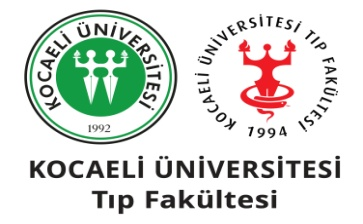 KOCAELİ ÜNİVERSİTESİ
1992
KOCAELİ ÜNİVERSİTESİ TIP FAKÜLTESİ
1994
KOCAELİ ÜNİVERSİTESİ
Tıp Fakültesi